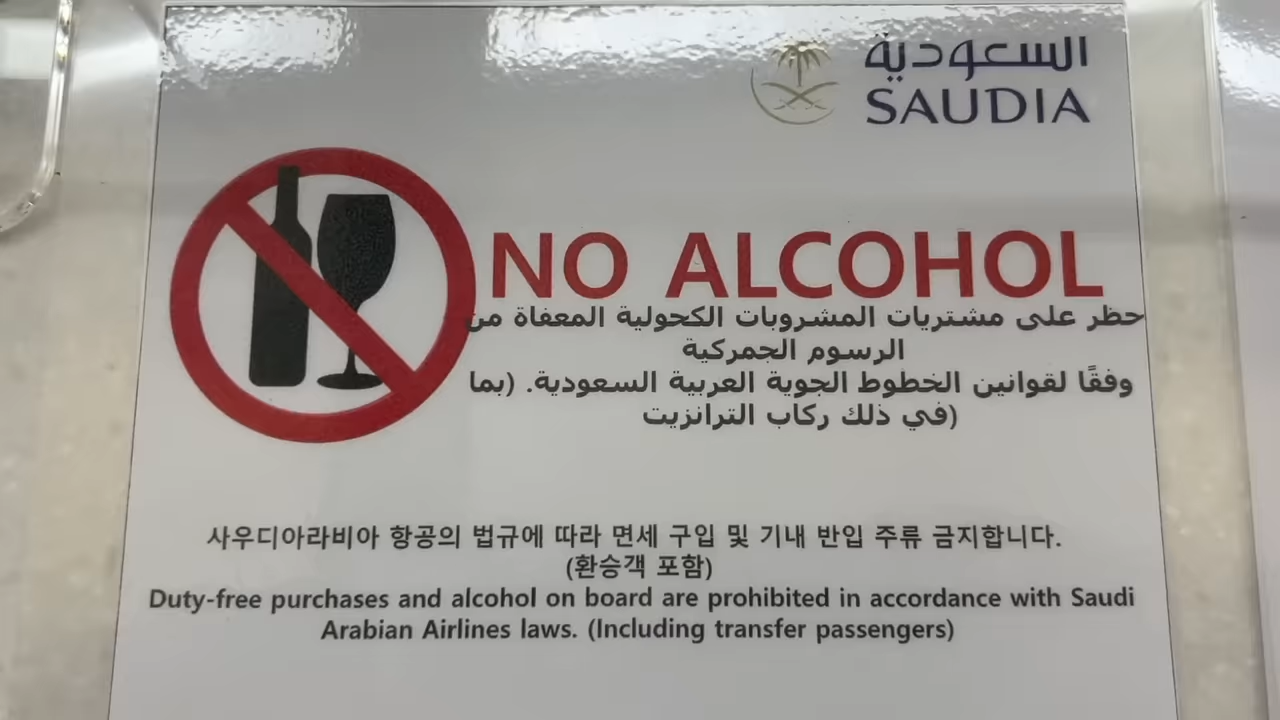 السعودية
SAUDIA
NO ALCOHOL
حظر على مشتريات المشروبات الكحولية المعفاة من
الرسوم الجمركية
وفقًا لقوانين الخطوط الجوية العربية السعودية. (بما
في ذلك ركاب الترانزيت)
사우디아라비아 항공의 법규에 따라 면세 구입 및 기내 반입 주류 금지합니다.
(환승객 포함)
Duty-free purchases and alcohol on board are prohibited in accordance with Saudi
Arabian Airlines laws. (Including transfer passengers)